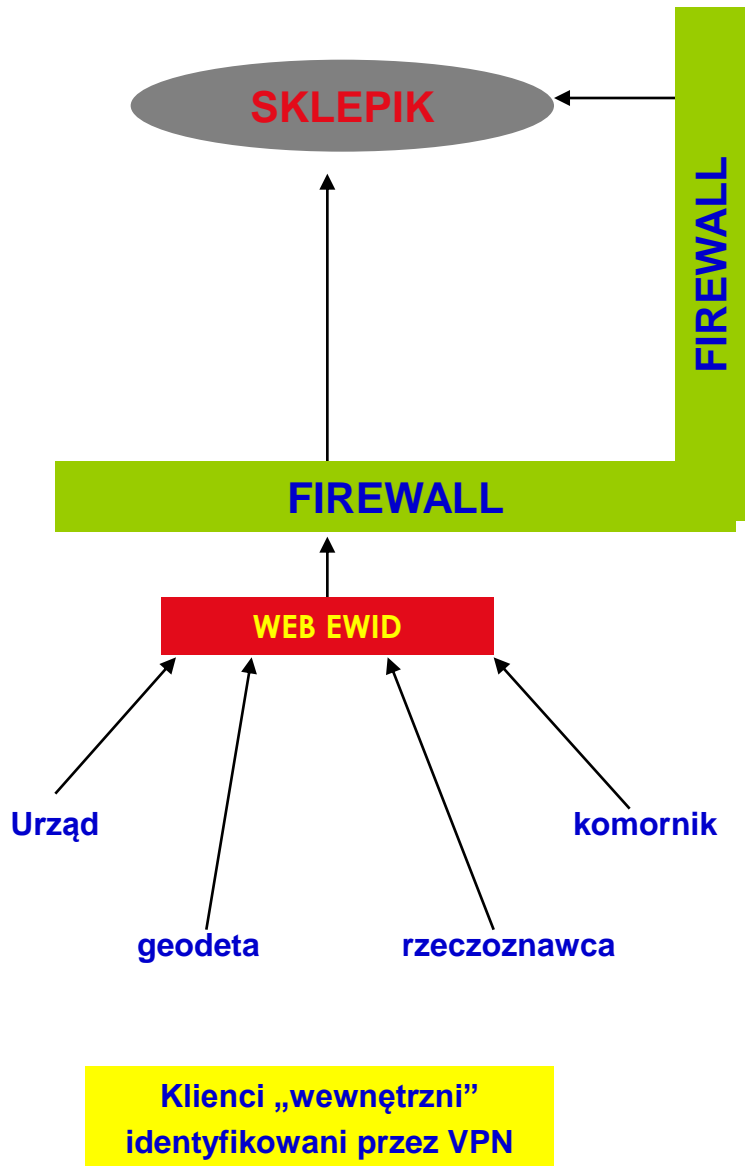 SKLEPIK
FIREWALL
FIREWALL
WEB EWID
Urząd
komornik
geodeta
rzeczoznawca
Klienci „wewnętrzni”
identyfikowani przez VPN